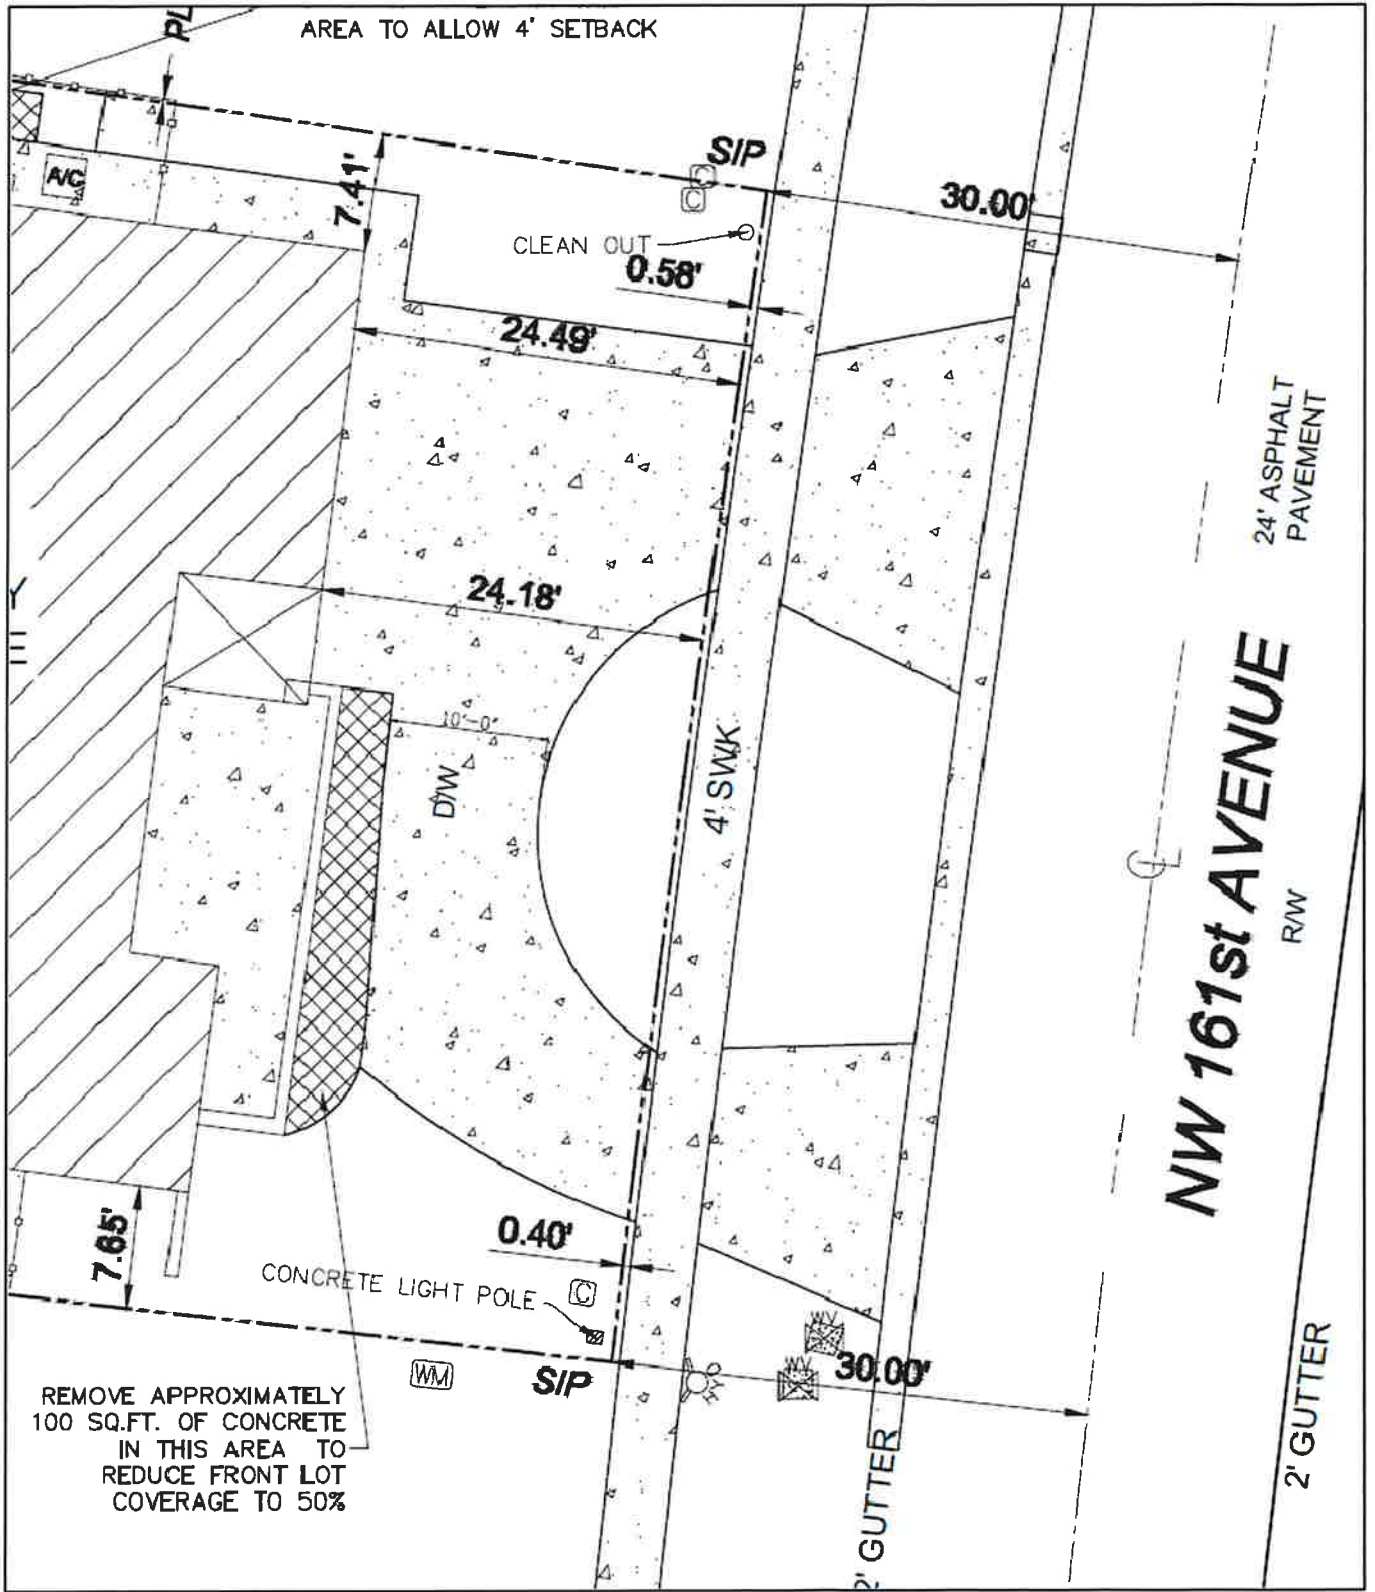 PL
AREA TO ALLOW 4' SETBACK
S/P
A/C
7.41'
C
C
30.00'
CLEAN OUT
0.58'
24.49'
24' ASPHALT
PAVEMENT
Y
E
24.18'
10'-0"
D/W
4' SWK
CL
NW 161st AVENUE
R/W
7.65'
0.40'
CONCRETE LIGHT POLE
C
WM
S/P
WV
WV
30.00'
REMOVE APPROXIMATELY
100 SQ.FT. OF CONCRETE
IN THIS AREA TO
REDUCE FRONT LOT
COVERAGE TO 50%
2' GUTTER
2' GUTTER